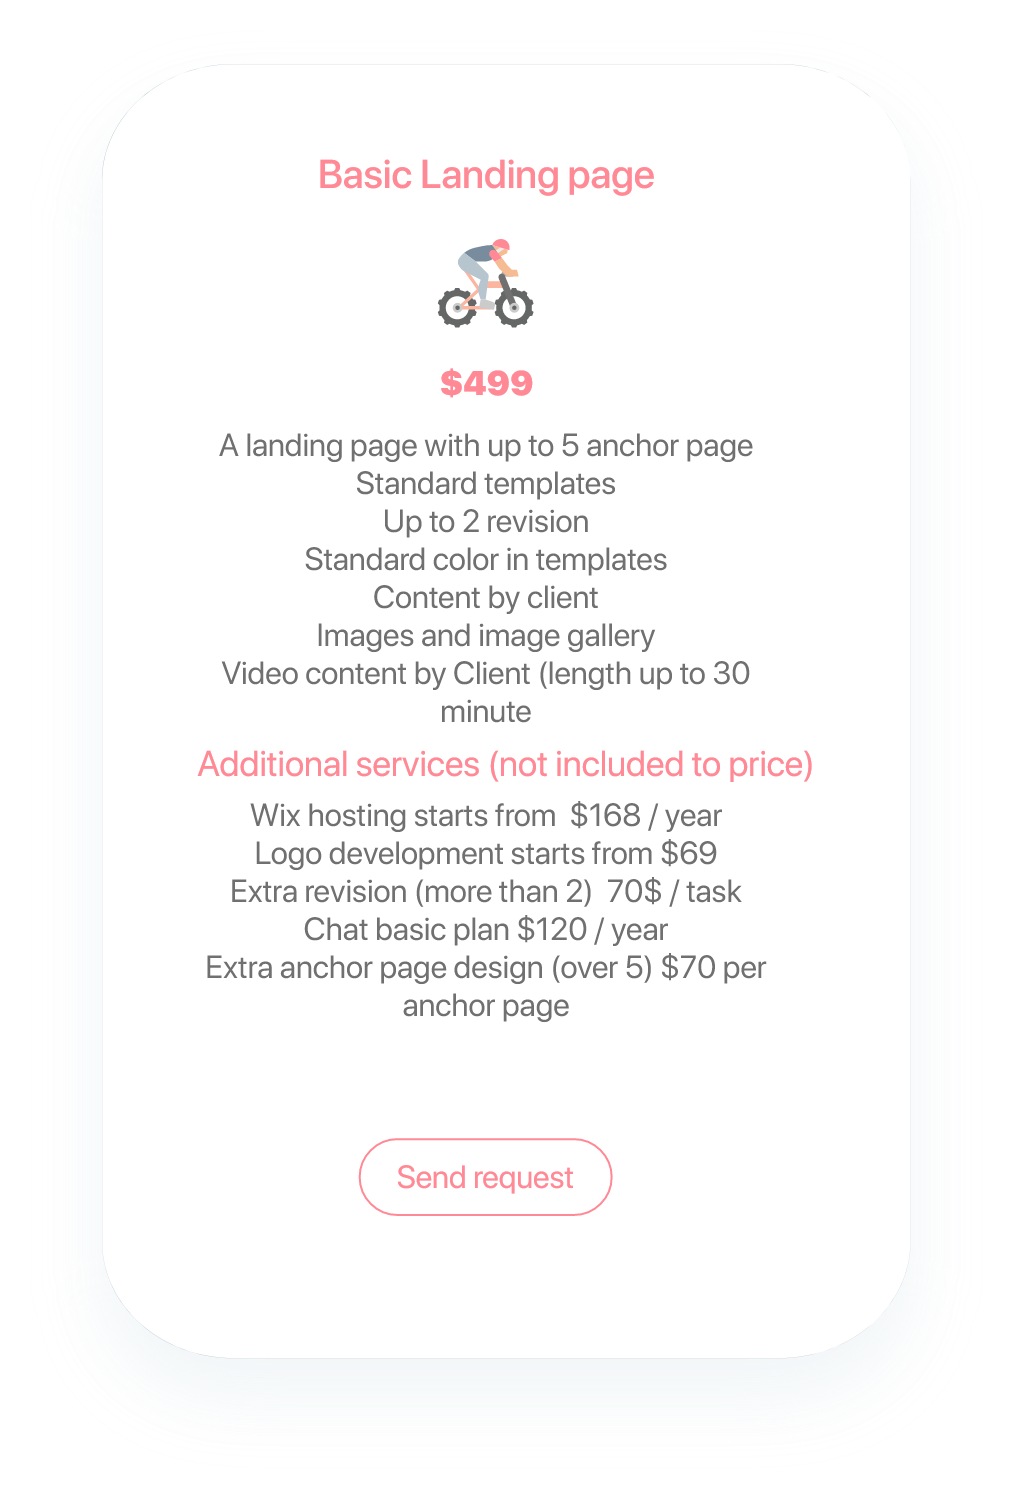 Basic Landing page
$499
A landing page with up to 5 anchor page
Standard templates
Up to 2 revision
Standard color in templates
Content by client
Images and image gallery
Video content by Client (length up to 30
minute
Additional services (not included to price)
Wix hosting starts from  $168 / year
Logo development starts from $69
Extra revision (more than 2)  70$ / task
Chat basic plan $120 / year
Extra anchor page design (over 5) $70 per
anchor page
Send request